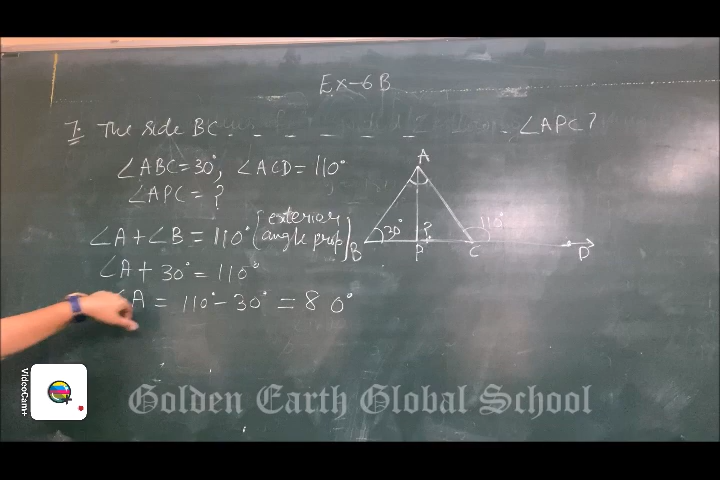 Ex-6B
7. The side BC - - - - - - ∠APC?
∠ABC=30°, ∠ACD=110°
∠APC=?
∠A+∠B=110° [exterior angle prop]
∠A+30°=110°
∠A=110°-30°=80°
A
30° ? 110°
B P C D
VidooCam+
Golden Earth Global School